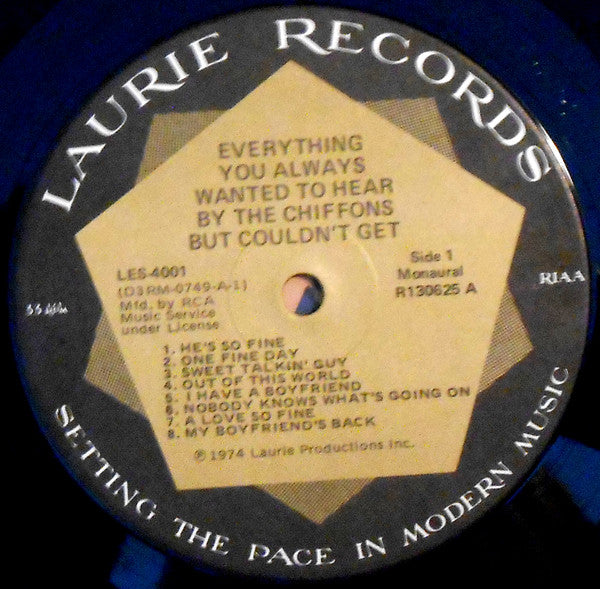 LAURIE RECORDS
EVERYTHING
YOU ALWAYS
WANTED TO HEAR
BY THE CHIFFONS
BUT COULDN'T GET
LES-4001
(D3RM-0749-A-1)
Mfd. by RCA
Music Service
under License
Side 1
Monaural
R130625 A
RIAA
1. HE'S SO FINE
2. ONE FINE DAY
3. SWEET TALKIN' GUY
4. OUT OF THIS WORLD
5. I HAVE A BOYFRIEND
6. NOBODY KNOWS WHAT'S GOING ON
7. A LOVE SO FINE
8. MY BOYFRIEND'S BACK
℗ 1974 Laurie Productions Inc.
SETTING THE PACE IN MODERN MUSIC